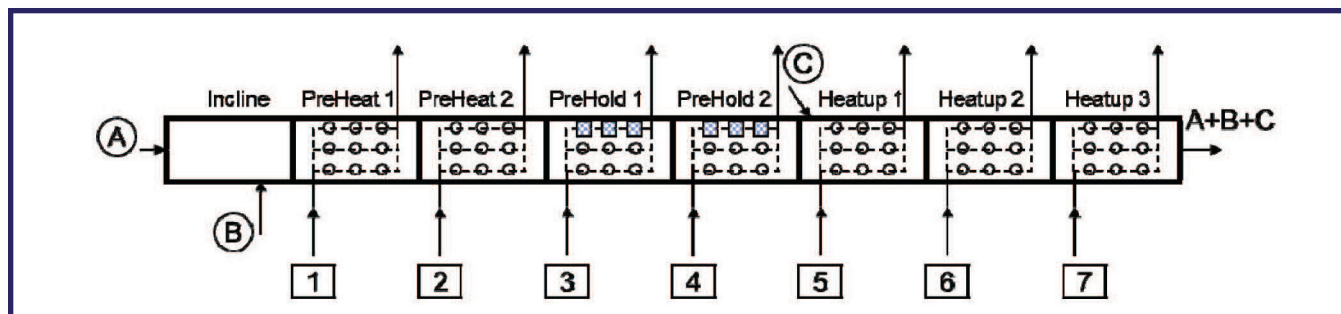 C
Incline PreHeat 1 PreHeat 2 PreHold 1 PreHold 2 Heatup 1 Heatup 2 Heatup 3
A A+B+C
B
1 2 3 4 5 6 7